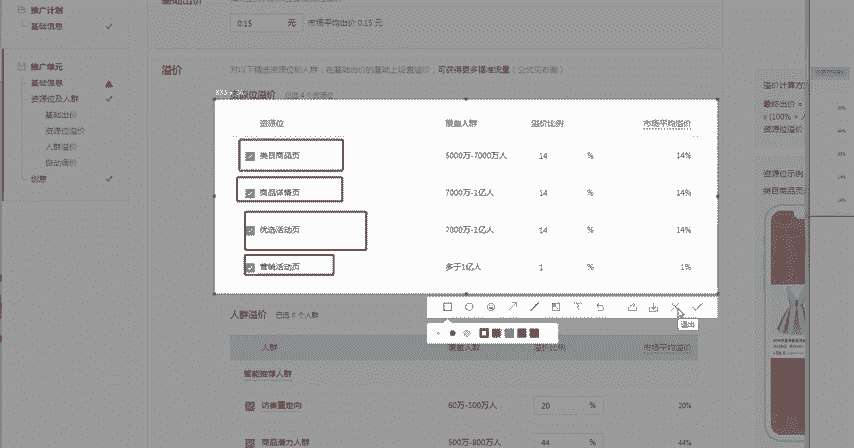 推广计划
基础信息
推广单元
基础信息
资源位及人群
基础出价
资源位溢价
人群溢价
创意
基础出价
0.15 元 市场平均出价 0.15 元
溢价
对以下精选资源位和人群，在基础出价的基础上设置溢价，可获得更多精准流量（公式见右侧）
资源位溢价 已选 4 个资源位
资源位 覆盖人群 溢价比例 市场平均溢价
类目商品页 6000万-7000万人 14 % 14%
商品详情页 7000万-1亿人 14 % 14%
优选活动页 7000万-1亿人 14 % 14%
营销活动页 多于1亿人 1 % 1%
退出
人群溢价
人群 覆盖人数 溢价比例 市场平均溢价
智能推荐人群
访客重定向 60万-100万人 20 % 20%
商品潜力人群 500万-800万人 44 % 44%
溢价计算方
最终出价 =
x (100% + 人
资源位溢价
资源位示例
类目商品页